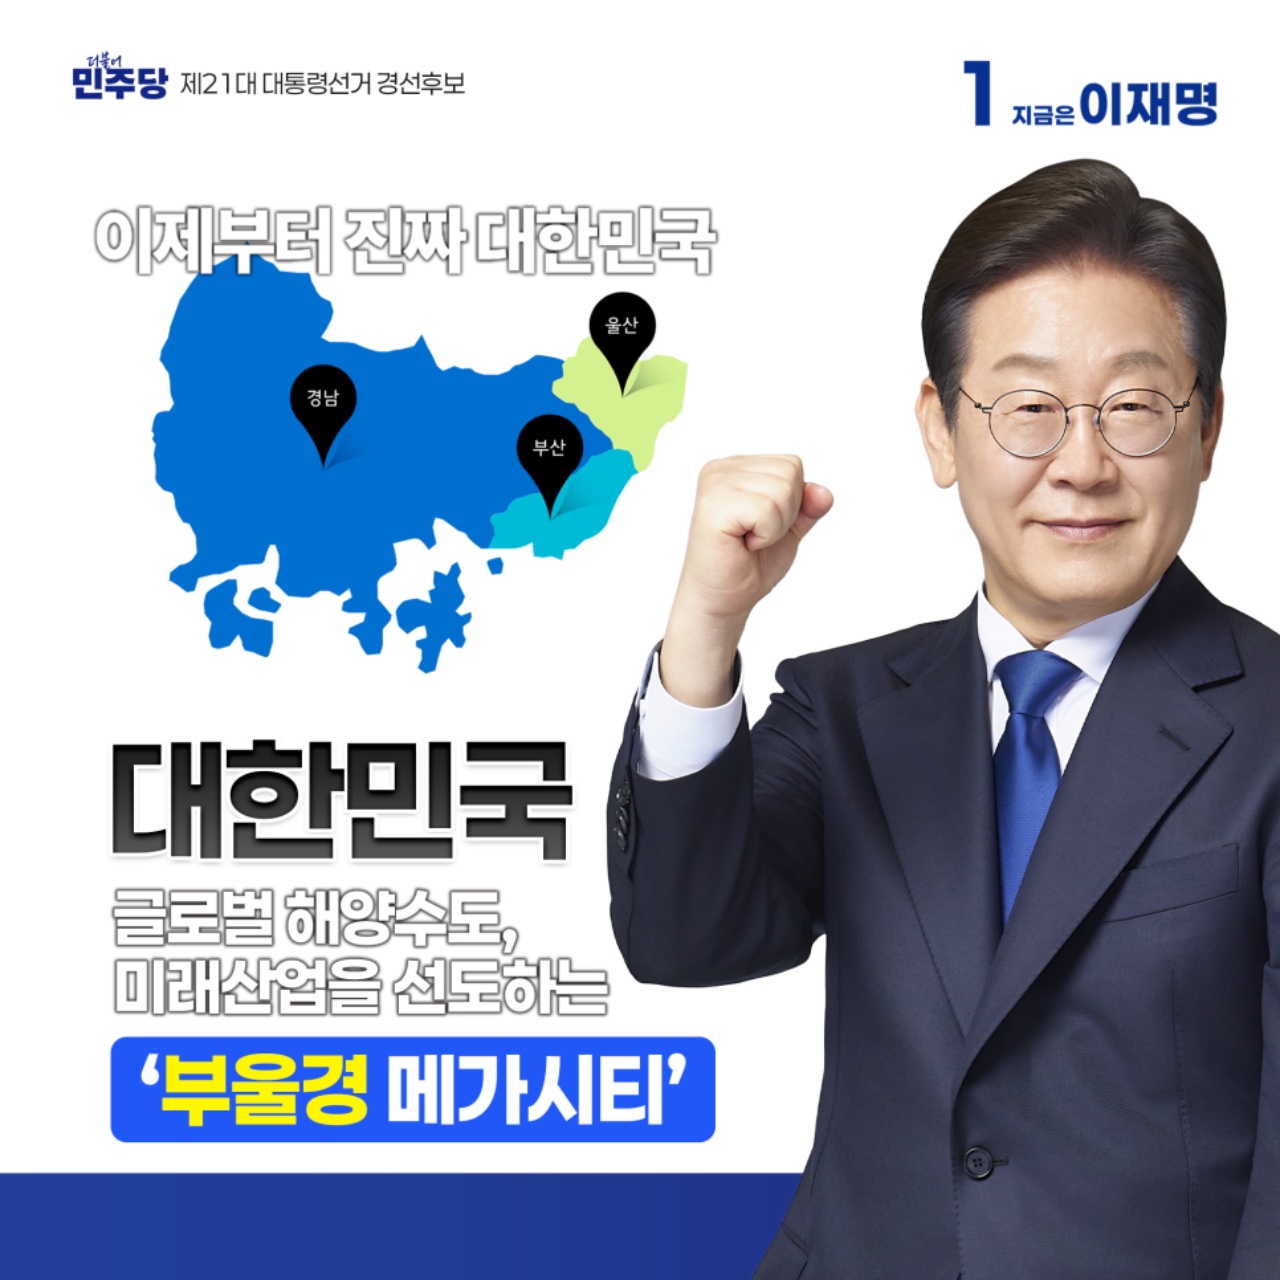 더불어
민주당 제21대 대통령선거 경선후보
1 지금은 이재명
이제부터 진짜 대한민국
울산
경남
부산
대한민국
글로벌 해양수도,
미래산업을 선도하는
‘부울경 메가시티’